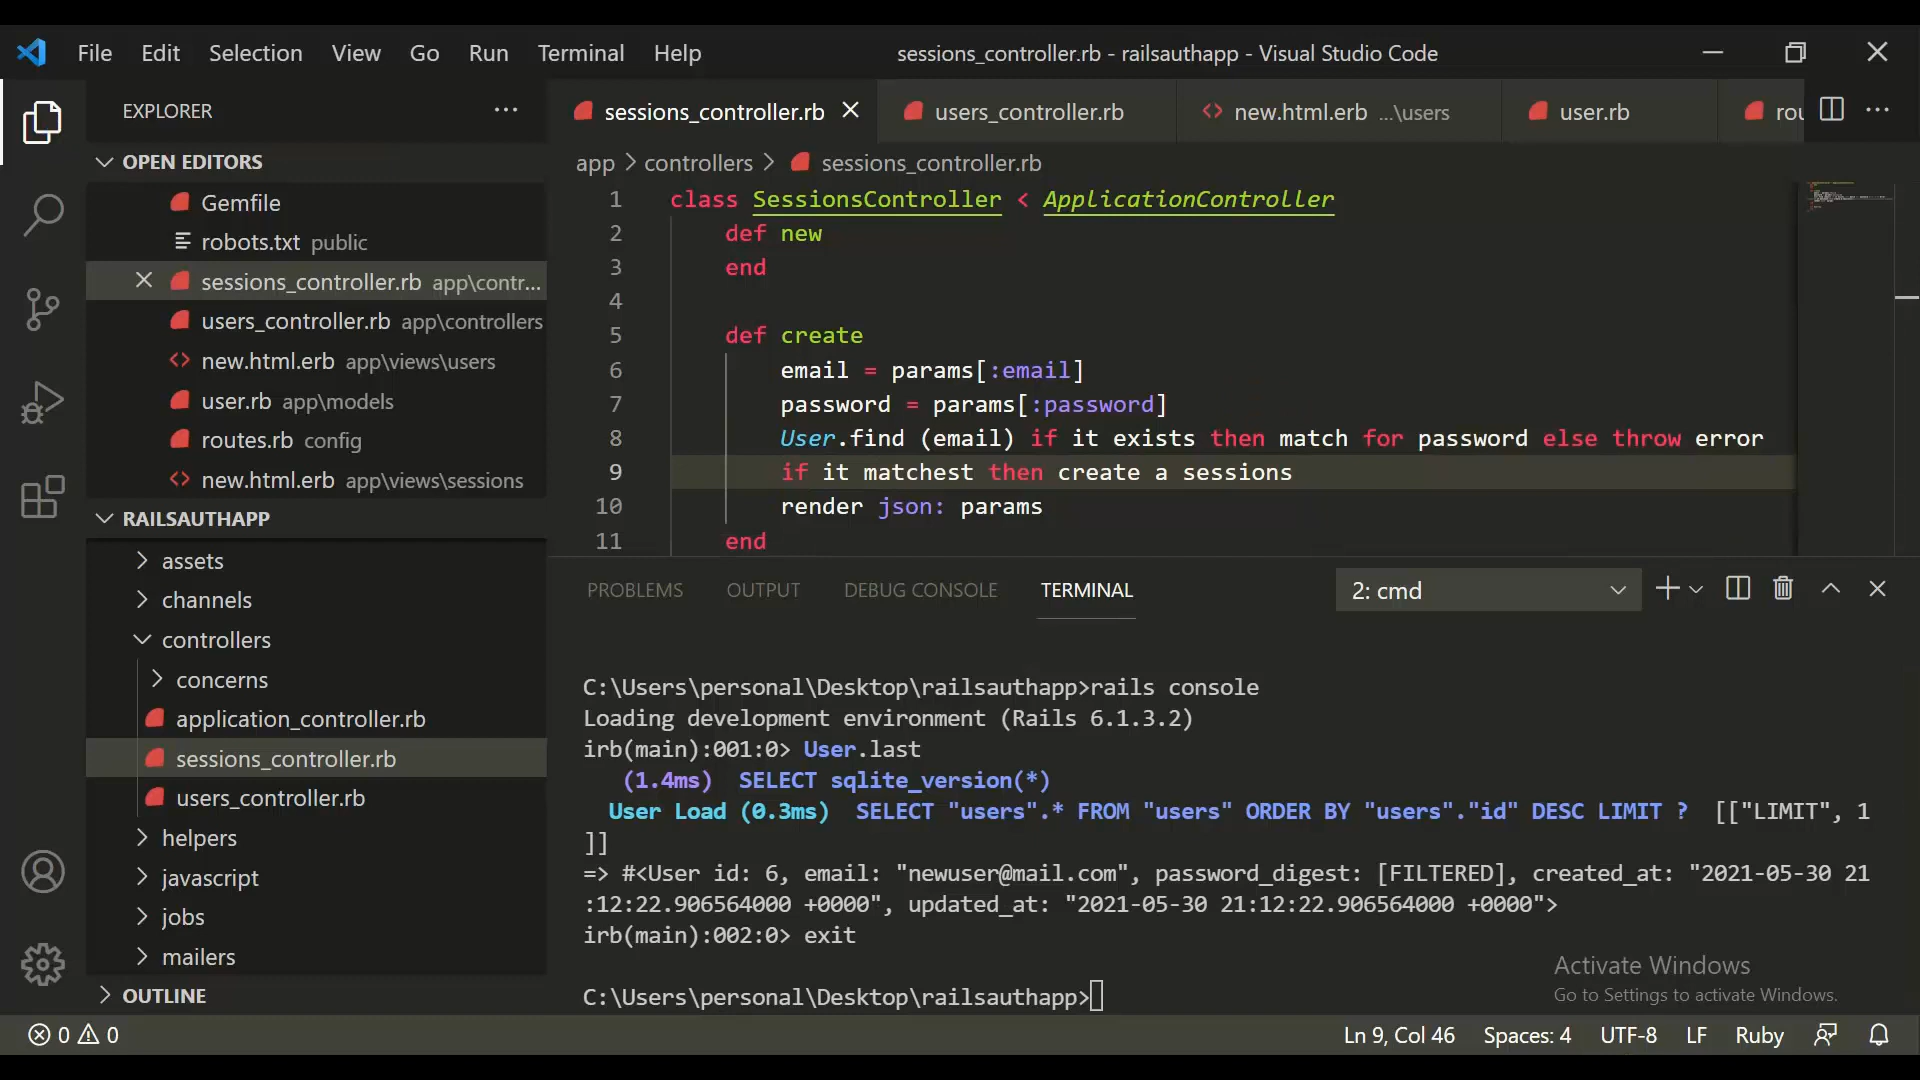 File Edit Selection View Go Run Terminal Help
sessions_controller.rb - railsauthapp - Visual Studio Code
EXPLORER
OPEN EDITORS
Gemfile
robots.txt public
sessions_controller.rb app\contr...
users_controller.rb app\controllers
new.html.erb app\views\users
user.rb app\models
routes.rb config
new.html.erb app\views\sessions
RAILSAUTHAPP
assets
channels
controllers
concerns
application_controller.rb
sessions_controller.rb
users_controller.rb
helpers
javascript
jobs
mailers
OUTLINE
sessions_controller.rb
users_controller.rb
new.html.erb ...\users
user.rb
rou
app > controllers > sessions_controller.rb
1 class SessionsController < ApplicationController
2 def new
3 end
4
5 def create
6 email = params[:email]
7 password = params[:password]
8 User.find (email) if it exists then match for password else throw error
9 if it matchest then create a sessions
10 render json: params
11 end
PROBLEMS OUTPUT DEBUG CONSOLE TERMINAL
2: cmd
C:\Users\personal\Desktop\railsauthapp>rails console
Loading development environment (Rails 6.1.3.2)
irb(main):001:0> User.last
(1.4ms) SELECT sqlite_version(*)
User Load (0.3ms) SELECT "users".* FROM "users" ORDER BY "users"."id" DESC LIMIT ? [["LIMIT", 1
]]
=> #<User id: 6, email: "newuser@mail.com", password_digest: [FILTERED], created_at: "2021-05-30 21
:12:22.906564000 +0000", updated_at: "2021-05-30 21:12:22.906564000 +0000">
irb(main):002:0> exit
C:\Users\personal\Desktop\railsauthapp>
Activate Windows
Go to Settings to activate Windows.
0 0
Ln 9, Col 46 Spaces: 4 UTF-8 LF Ruby